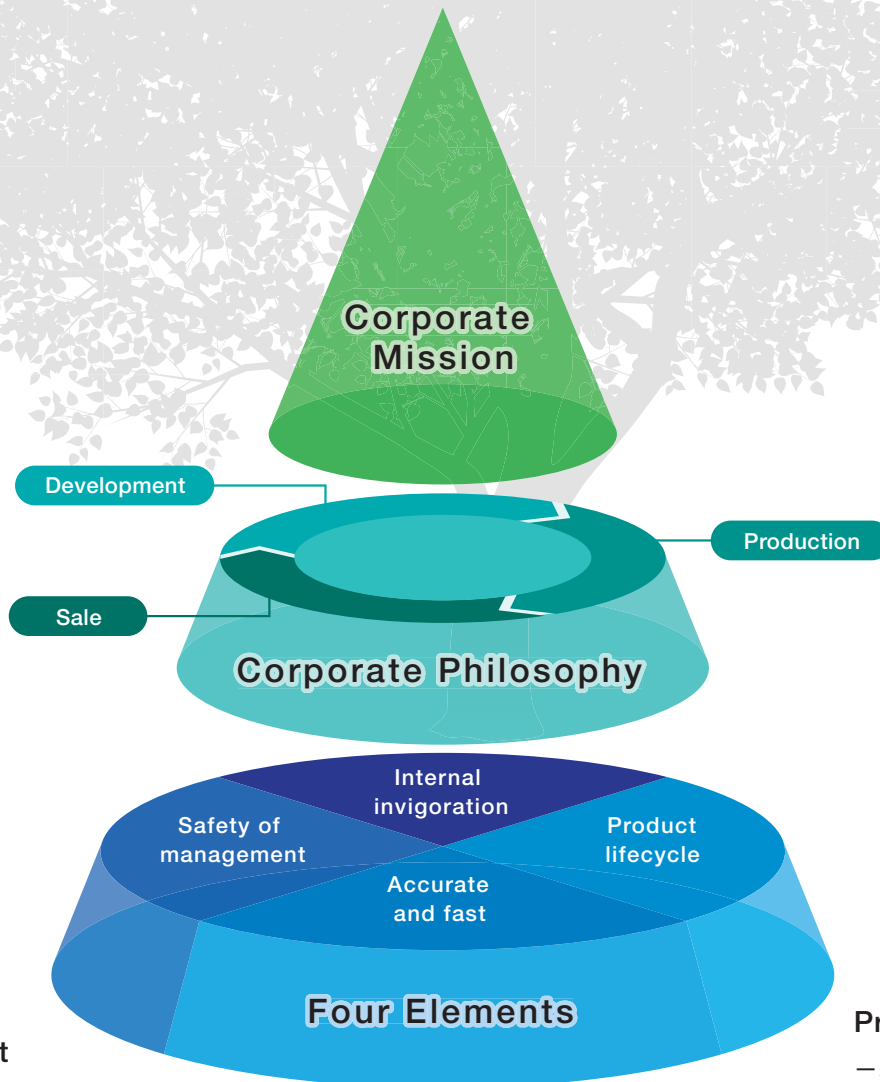 Corporate
Mission
Development
Production
Sale
Corporate Philosophy
Internal
invigoration
Safety of
management
Product
lifecycle
Accurate
and fast
Four Elements
Pr
t
–